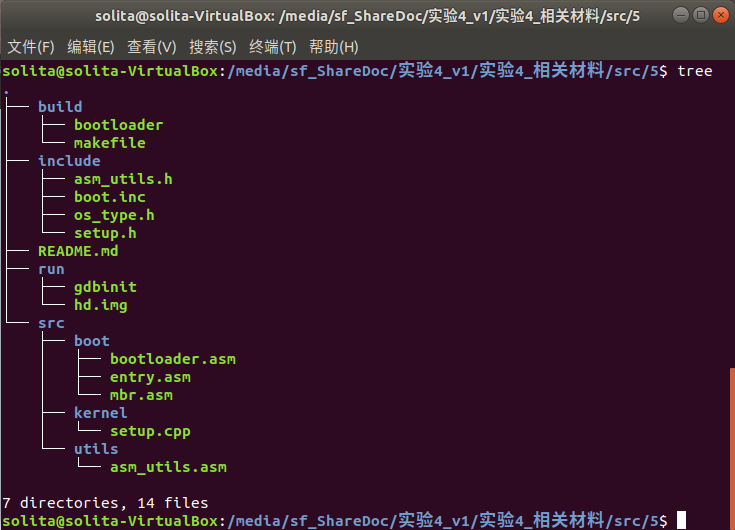 solita@solita-VirtualBox: /media/sf_ShareDoc/实验4_v1/实验4_相关材料/src/5
文件(F) 编辑(E) 查看(V) 搜索(S) 终端(T) 帮助(H)
solita@solita-VirtualBox:/media/sf_ShareDoc/实验4_v1/实验4_相关材料/src/5$ tree
.
├── build
│   ├── bootloader
│   └── makefile
├── include
│   ├── asm_utils.h
│   ├── boot.inc
│   ├── os_type.h
│   └── setup.h
├── README.md
├── run
│   ├── gdbinit
│   └── hd.img
└── src
    ├── boot
    │   ├── bootloader.asm
    │   ├── entry.asm
    │   └── mbr.asm
    ├── kernel
    │   └── setup.cpp
    └── utils
        └── asm_utils.asm
7 directories, 14 files
solita@solita-VirtualBox:/media/sf_ShareDoc/实验4_v1/实验4_相关材料/src/5$